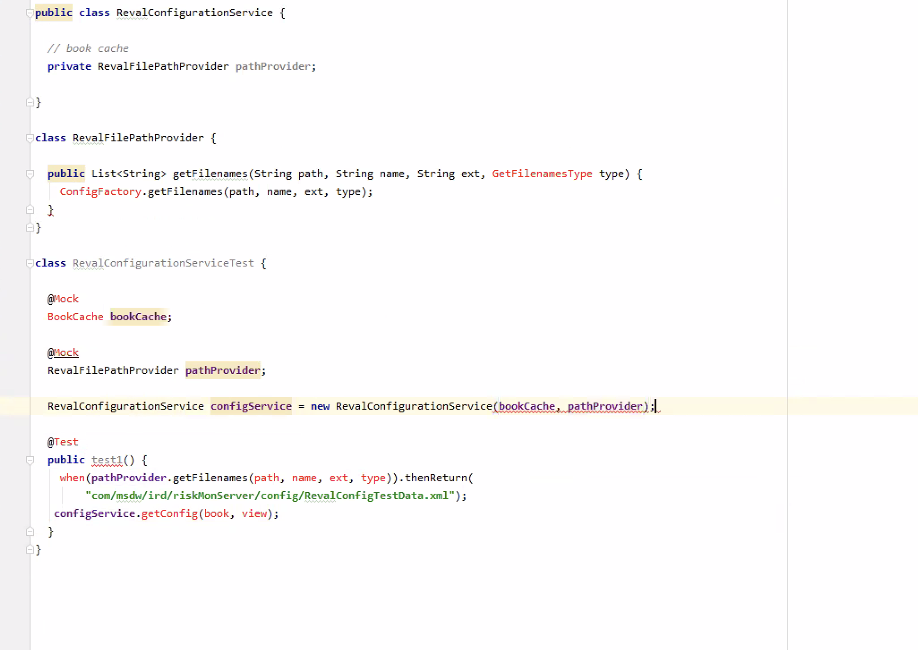 public class RevalConfigurationService {
// book cache
private RevalFilePathProvider pathProvider;
}
class RevalFilePathProvider {
public List<String> getFilenames(String path, String name, String ext, GetFilenamesType type) {
ConfigFactory.getFilenames(path, name, ext, type);
}
}
class RevalConfigurationServiceTest {
@Mock
BookCache bookCache;
@Mock
RevalFilePathProvider pathProvider;
RevalConfigurationService configService = new RevalConfigurationService(bookCache, pathProvider);
@Test
public test1() {
when(pathProvider.getFilenames(path, name, ext, type)).thenReturn(
"com/msdw/ird/riskMonServer/config/RevalConfigTestData.xml");
configService.getConfig(book, view);
}
}